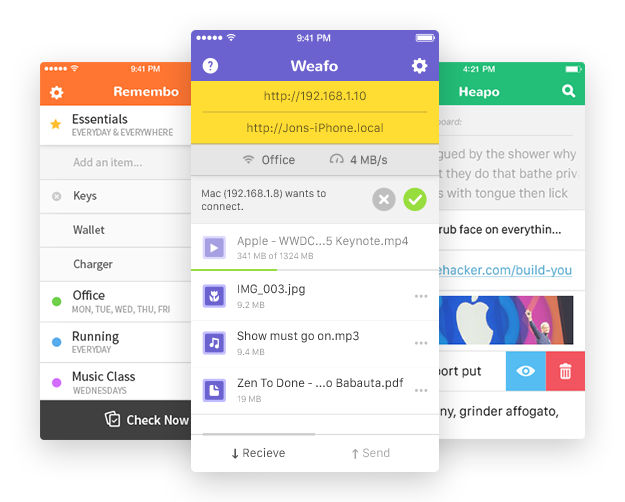 9:41 PM
Remembo
Essentials
EVERYDAY & EVERYWHERE
Add an item...
Keys
Wallet
Charger
Office
MON, TUE, WED, THU, FRI
Running
EVERYDAY
Music Class
WEDNESDAYS
Check Now
9:41 PM
Weafo
http://192.168.1.10
http://Jons-iPhone.local
Office
4 MB/s
Mac (192.168.1.8) wants to
connect.
Apple - WWDC...5 Keynote.mp4
341 MB of 1324 MB
IMG_003.jpg
9.2 MB
Show must go on.mp3
9.4 MB
Zen To Done - ...o Babauta.pdf
19 MB
Recieve
Send
4:21 PM
Heapo
board:
gued by the shower why
t they do that bathe priv
s with tongue then lick
rub face on everythin...
ehacker.com/build-you
ort put
ny, grinder affogato,